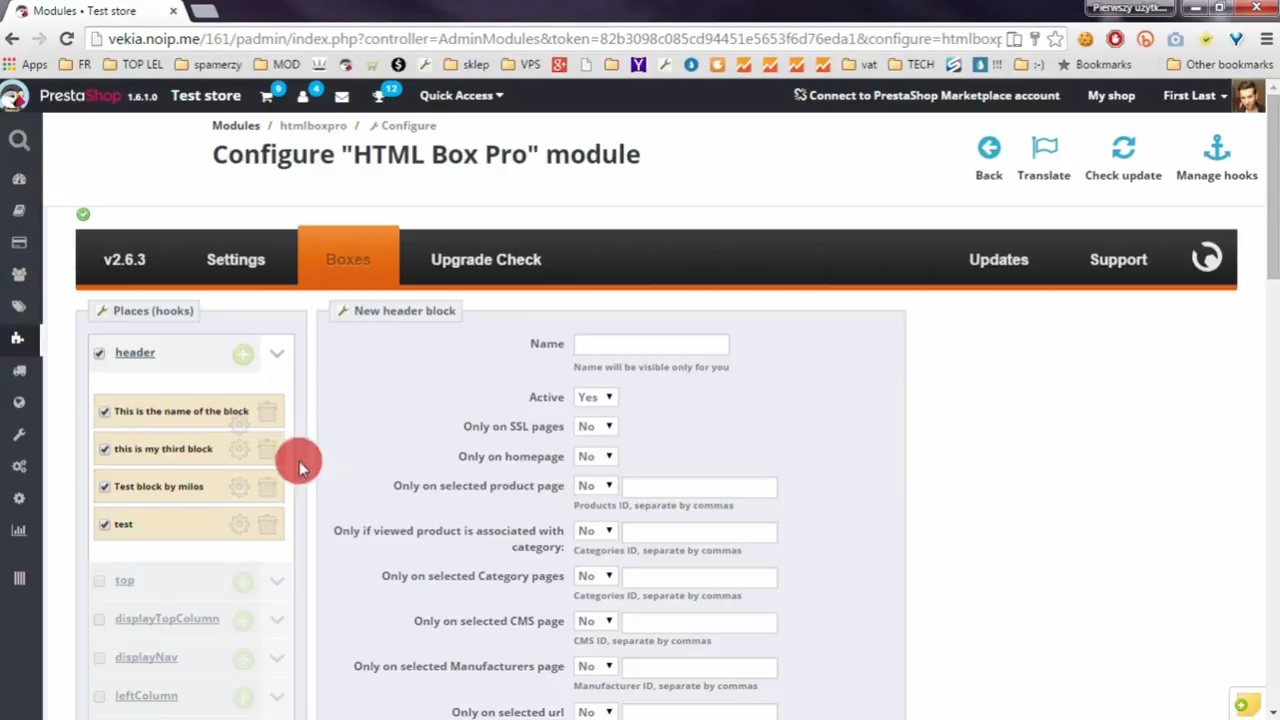 Modules • Test store
Pierwszy użytk...
vekia.noip.me/161/padmin/index.php?controller=AdminModules&token=82b3098c085cd94451e5653f6d76eda1&configure=htmlboxp
Apps FR TOP LEL spamerzy MOD sklep VPS vat TECH !!! :-) Bookmarks Other bookmarks
PrestaShop 1.6.1.0 Test store 9 4 12 Quick Access Connect to PrestaShop Marketplace account My shop First Last
Modules / htmlboxpro / Configure
Configure "HTML Box Pro" module
Back Translate Check update Manage hooks
v2.6.3 Settings Boxes Upgrade Check Updates Support
Places (hooks)
header
This is the name of the block
this is my third block
Test block by milos
test
top
displayTopColumn
displayNav
leftColumn
New header block
Name
Name will be visible only for you
Active Yes
Only on SSL pages No
Only on homepage No
Only on selected product page No
Products ID, separate by commas
Only if viewed product is associated with
category: No
Categories ID, separate by commas
Only on selected Category pages No
Categories ID, separate by commas
Only on selected CMS page No
CMS ID, separate by commas
Only on selected Manufacturers page No
Manufacturer ID, separate by commas
Only on selected url No